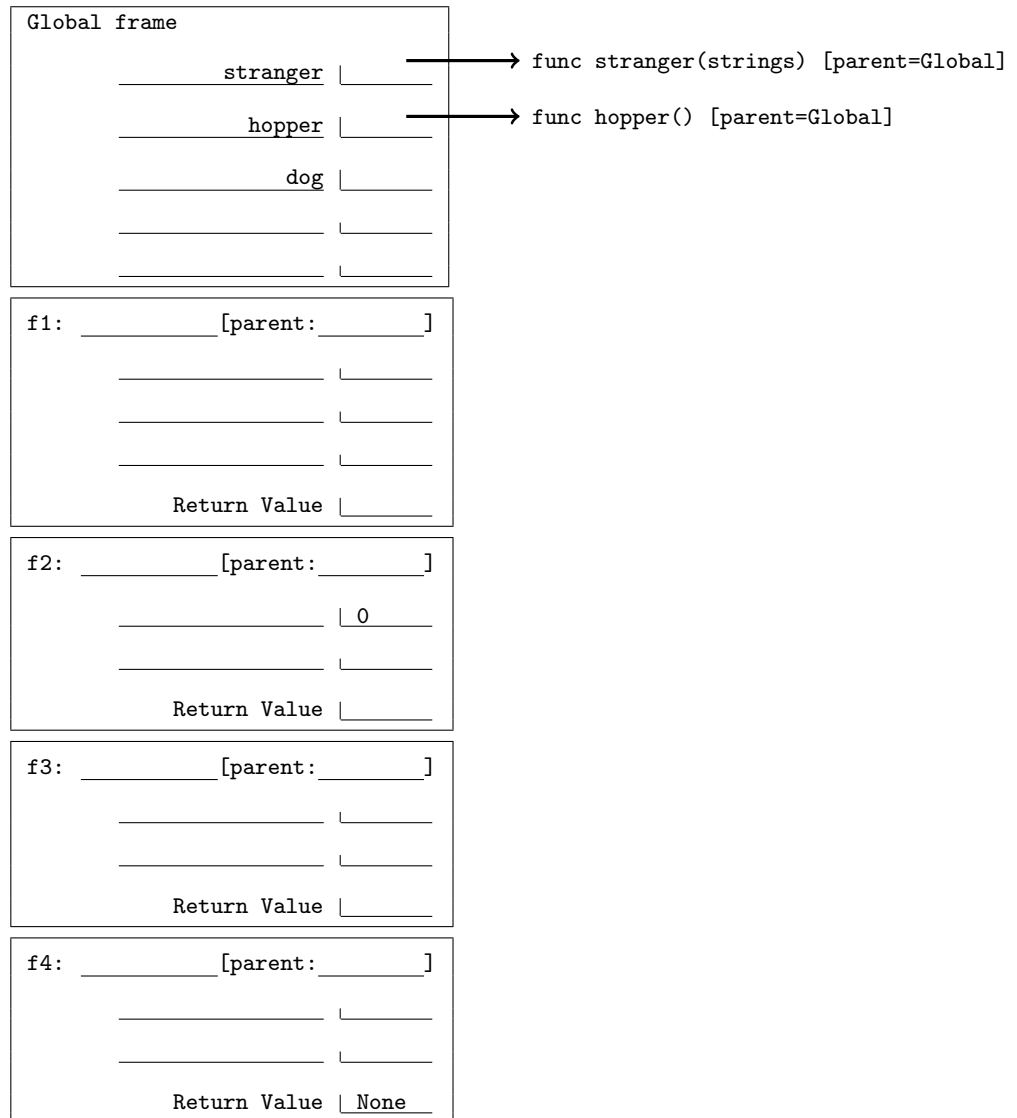 Global frame
stranger
func stranger(strings) [parent=Global]
hopper
func hopper() [parent=Global]
dog
f1: [parent: ]
Return Value
f2: [parent: ]
0
Return Value
f3: [parent: ]
Return Value
f4: [parent: ]
Return Value None